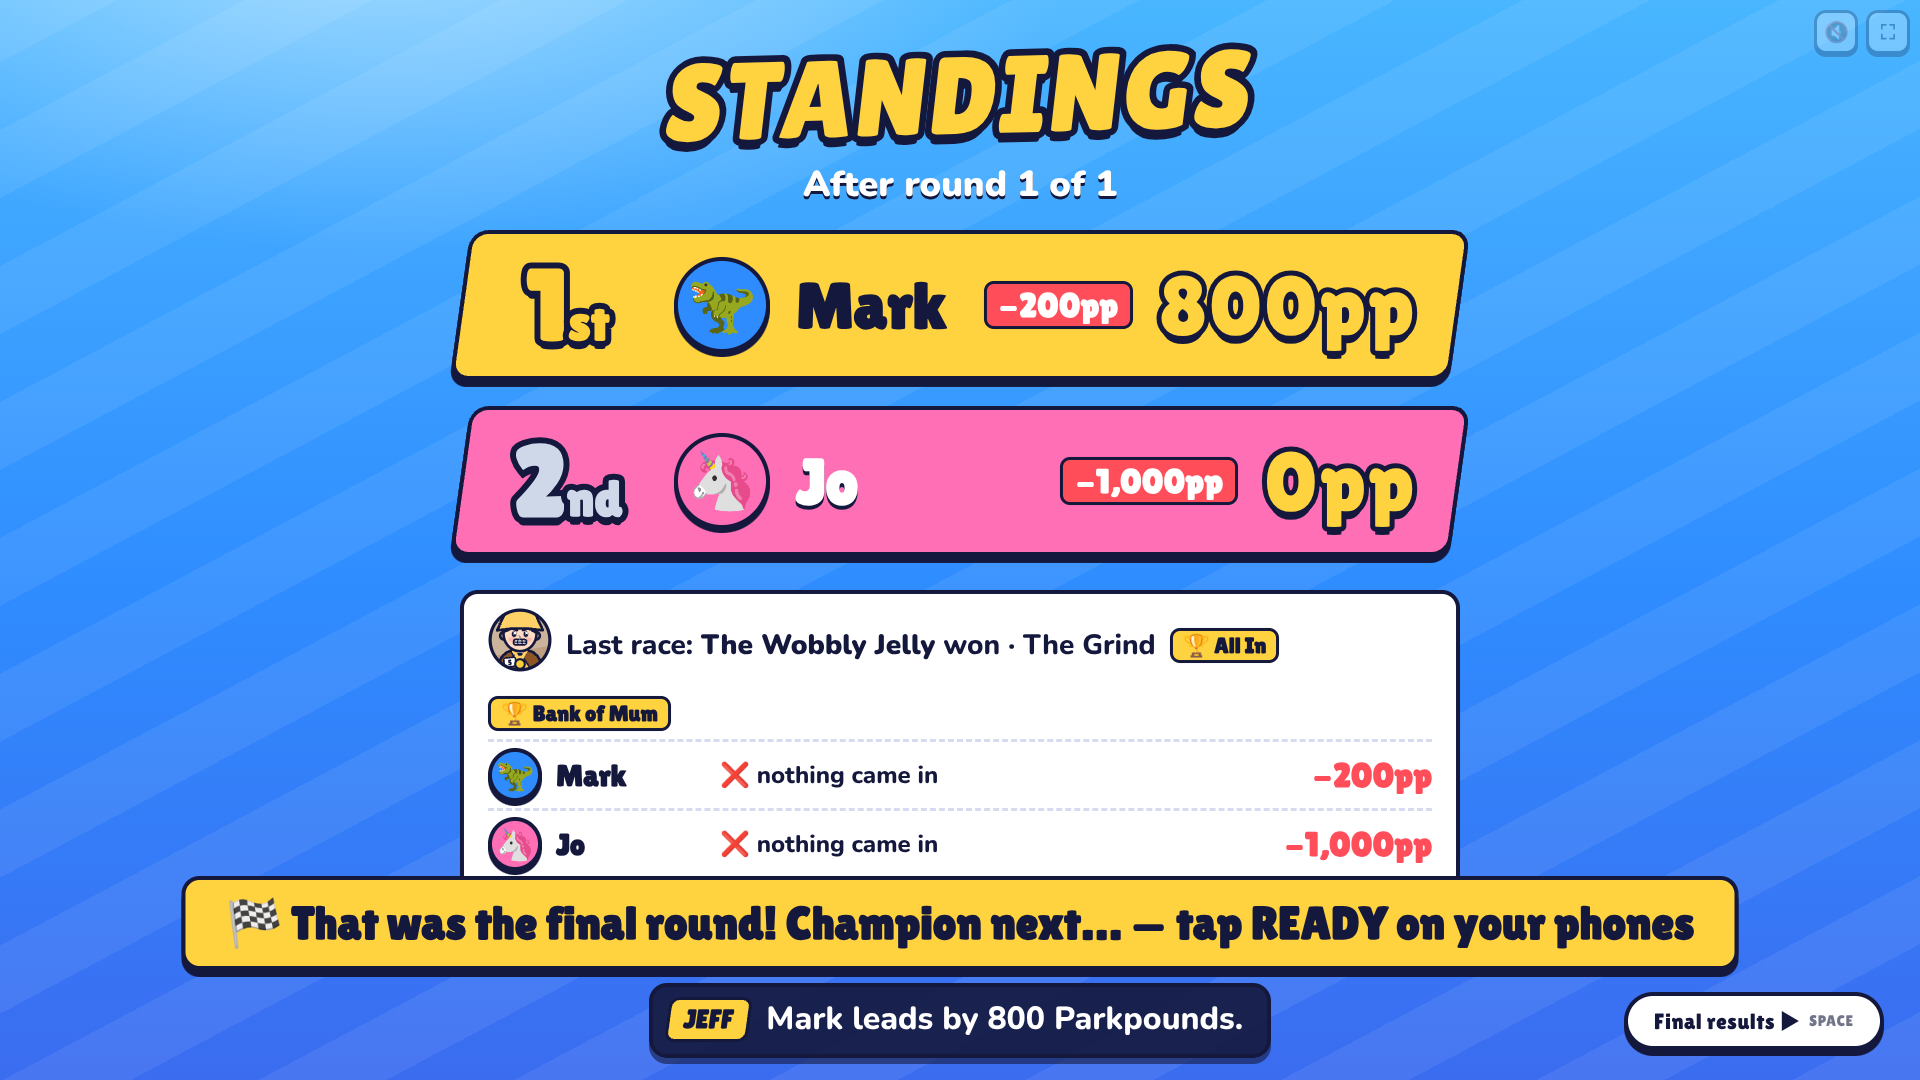 STANDINGS
After round 1 of 1
1st Mark -200pp 800pp
2nd Jo -1,000pp 0pp
Last race: The Wobbly Jelly won · The Grind 🏆 All In
🏆 Bank of Mum
Mark ❌ nothing came in -200pp
Jo ❌ nothing came in -1,000pp
🏁 That was the final round! Champion next... — tap READY on your phones
JEFF Mark leads by 800 Parkpounds.
Final results ▶ SPACE